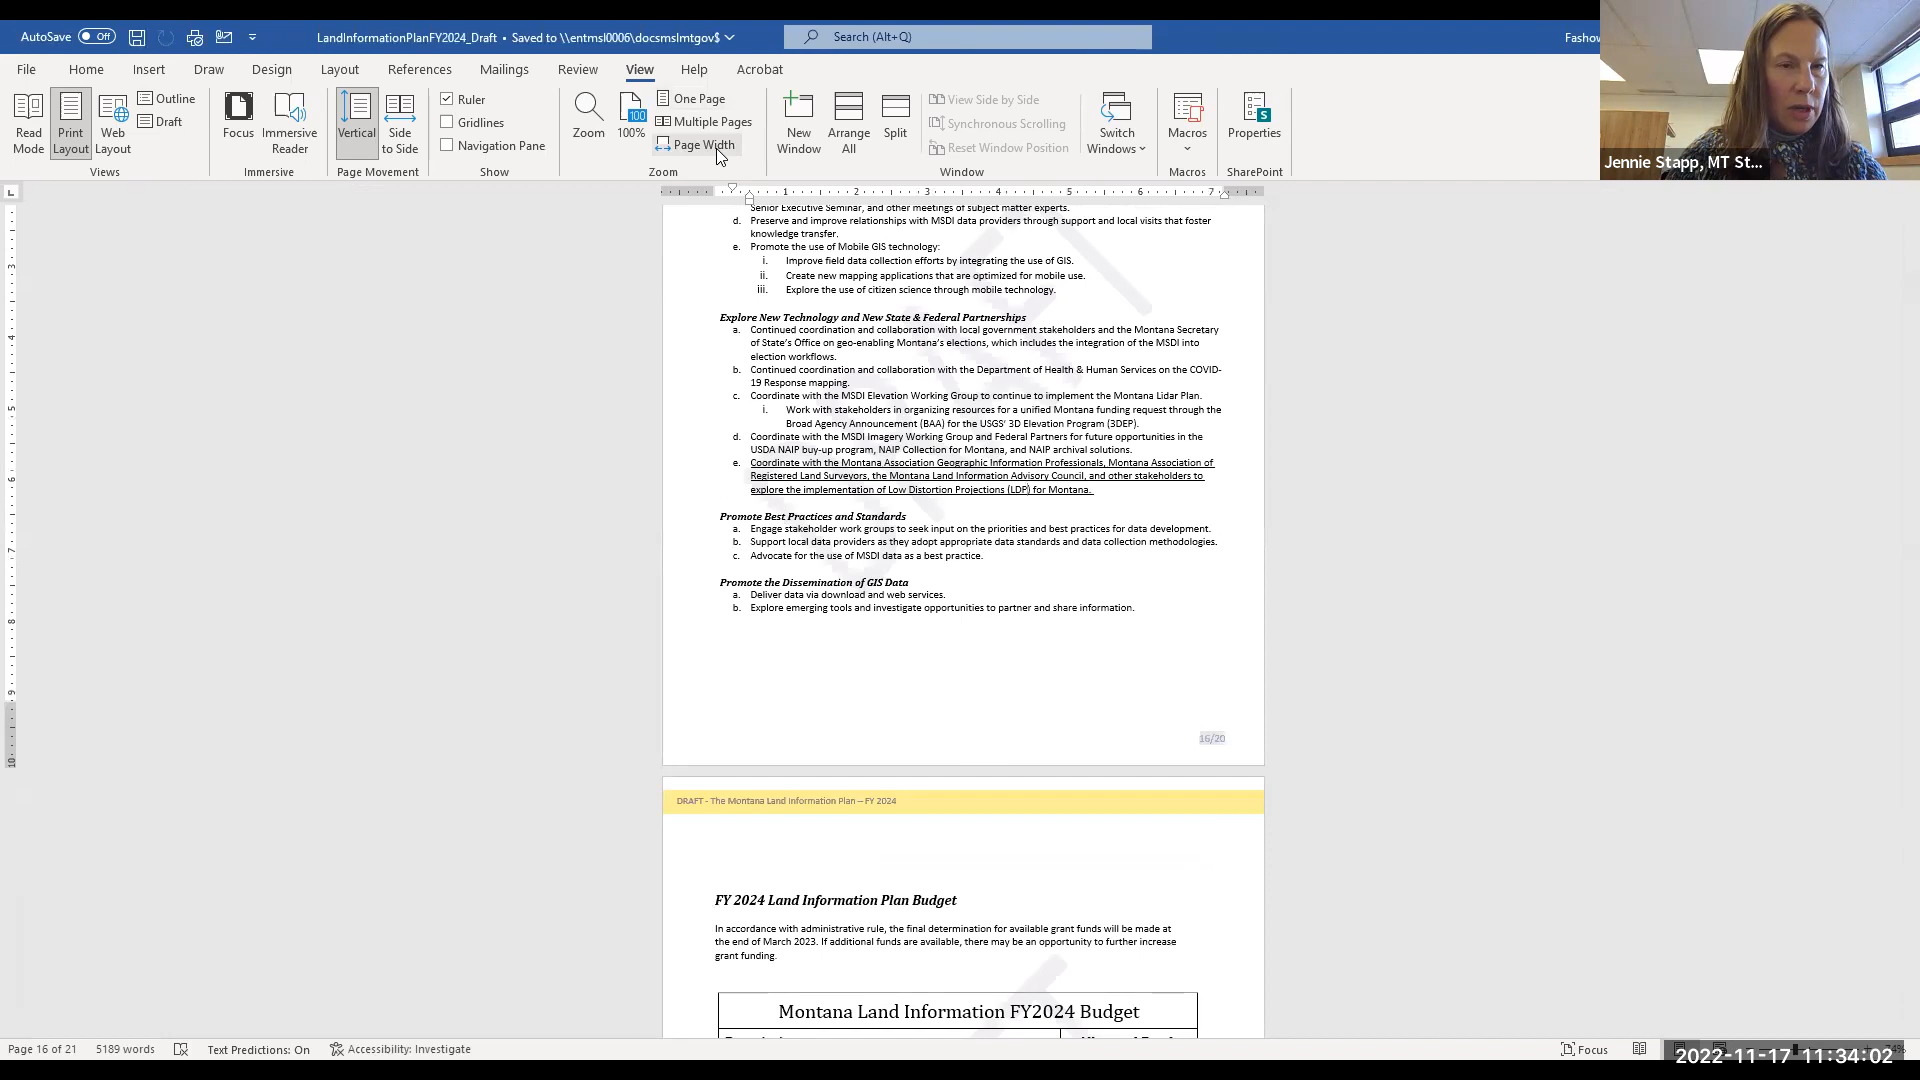 AutoSave Off
LandInformationPlanFY2024_Draft • Saved to \\entmsl0006\docsmslmtgov$
Search (Alt+Q)
Fashow
File Home Insert Draw Design Layout References Mailings Review View Help Acrobat
Read Mode
Print Layout
Web Layout
Outline
Draft
Views
Focus
Immersive Reader
Immersive
Vertical
Side to Side
Page Movement
Ruler
Gridlines
Navigation Pane
Show
Zoom
100
100%
One Page
Multiple Pages
Page Width
Zoom
New Window
Arrange All
Split
View Side by Side
Synchronous Scrolling
Reset Window Position
Window
Switch Windows
Macros
Macros
S
Properties
SharePoint
Jennie Stapp, MT St...
L
1 2 3 4 5 6 7
3
4
5
6
7
8
9
10
Senior Executive Seminar, and other meetings of subject matter experts.
d. Preserve and improve relationships with MSDI data providers through support and local visits that foster
knowledge transfer.
e. Promote the use of Mobile GIS technology:
i. Improve field data collection efforts by integrating the use of GIS.
ii. Create new mapping applications that are optimized for mobile use.
iii. Explore the use of citizen science through mobile technology.
Explore New Technology and New State & Federal Partnerships
a. Continued coordination and collaboration with local government stakeholders and the Montana Secretary
of State's Office on geo-enabling Montana's elections, which includes the integration of the MSDI into
election workflows.
b. Continued coordination and collaboration with the Department of Health & Human Services on the COVID-
19 Response mapping.
c. Coordinate with the MSDI Elevation Working Group to continue to implement the Montana Lidar Plan.
i. Work with stakeholders in organizing resources for a unified Montana funding request through the
Broad Agency Announcement (BAA) for the USGS' 3D Elevation Program (3DEP).
d. Coordinate with the MSDI Imagery Working Group and Federal Partners for future opportunities in the
USDA NAIP buy-up program, NAIP Collection for Montana, and NAIP archival solutions.
e. Coordinate with the Montana Association Geographic Information Professionals, Montana Association of
Registered Land Surveyors, the Montana Land Information Advisory Council, and other stakeholders to
explore the implementation of Low Distortion Projections (LDP) for Montana.
Promote Best Practices and Standards
a. Engage stakeholder work groups to seek input on the priorities and best practices for data development.
b. Support local data providers as they adopt appropriate data standards and data collection methodologies.
c. Advocate for the use of MSDI data as a best practice.
Promote the Dissemination of GIS Data
a. Deliver data via download and web services.
b. Explore emerging tools and investigate opportunities to partner and share information.
16/20
DRAFT - The Montana Land Information Plan – FY 2024
FY 2024 Land Information Plan Budget
In accordance with administrative rule, the final determination for available grant funds will be made at
the end of March 2023. If additional funds are available, there may be an opportunity to further increase
grant funding.
Montana Land Information FY2024 Budget
Page 16 of 21 5189 words Text Predictions: On Accessibility: Investigate
Focus
2022-11-17 11:34:02